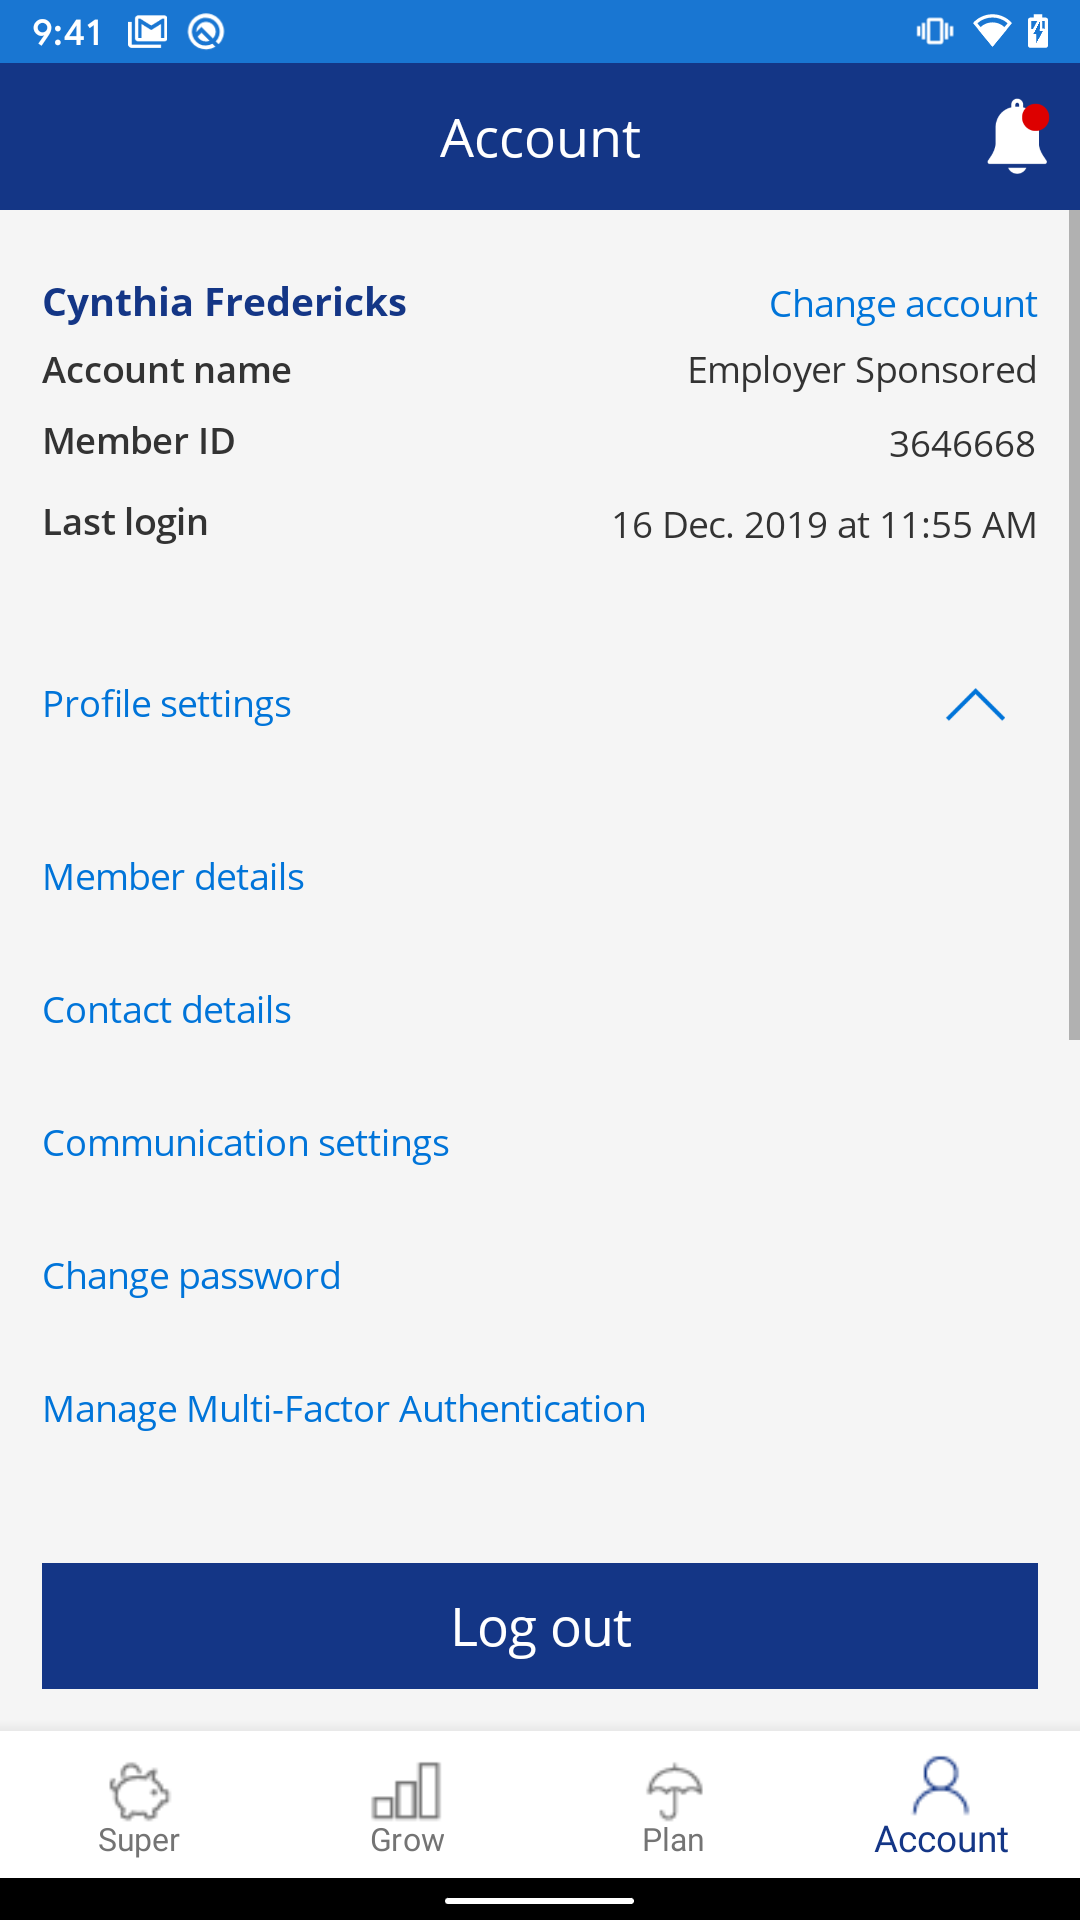 9:41
Account
Cynthia Fredericks
Change account
Account name
Employer Sponsored
Member ID
3646668
Last login
16 Dec. 2019 at 11:55 AM
Profile settings
Member details
Contact details
Communication settings
Change password
Manage Multi-Factor Authentication
Log out
Super
Grow
Plan
Account